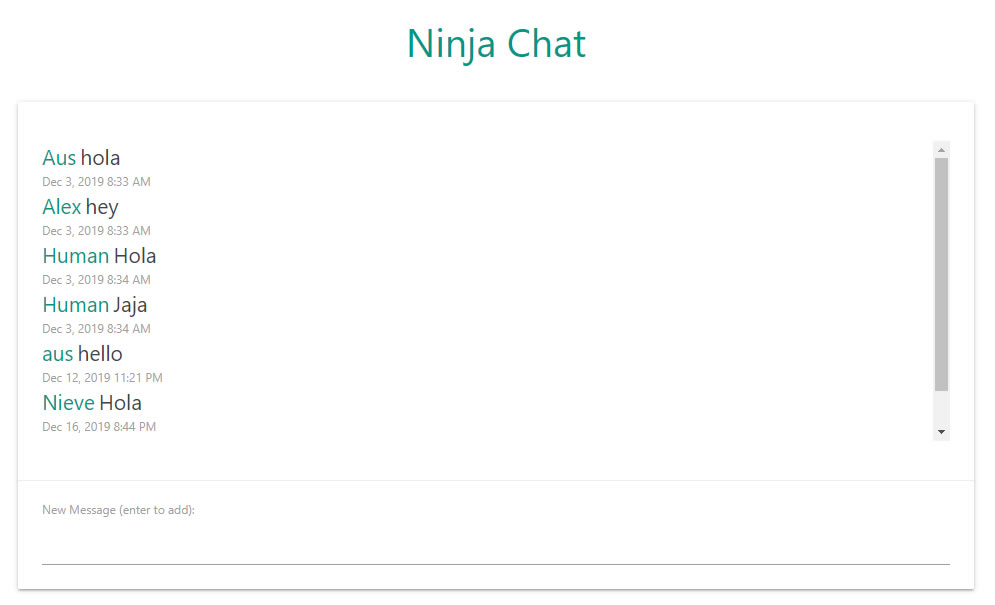 Ninja Chat
Aus hola
Dec 3, 2019 8:33 AM
Alex hey
Dec 3, 2019 8:33 AM
Human Hola
Dec 3, 2019 8:34 AM
Human Jaja
Dec 3, 2019 8:34 AM
aus hello
Dec 12, 2019 11:21 PM
Nieve Hola
Dec 16, 2019 8:44 PM
New Message (enter to add):